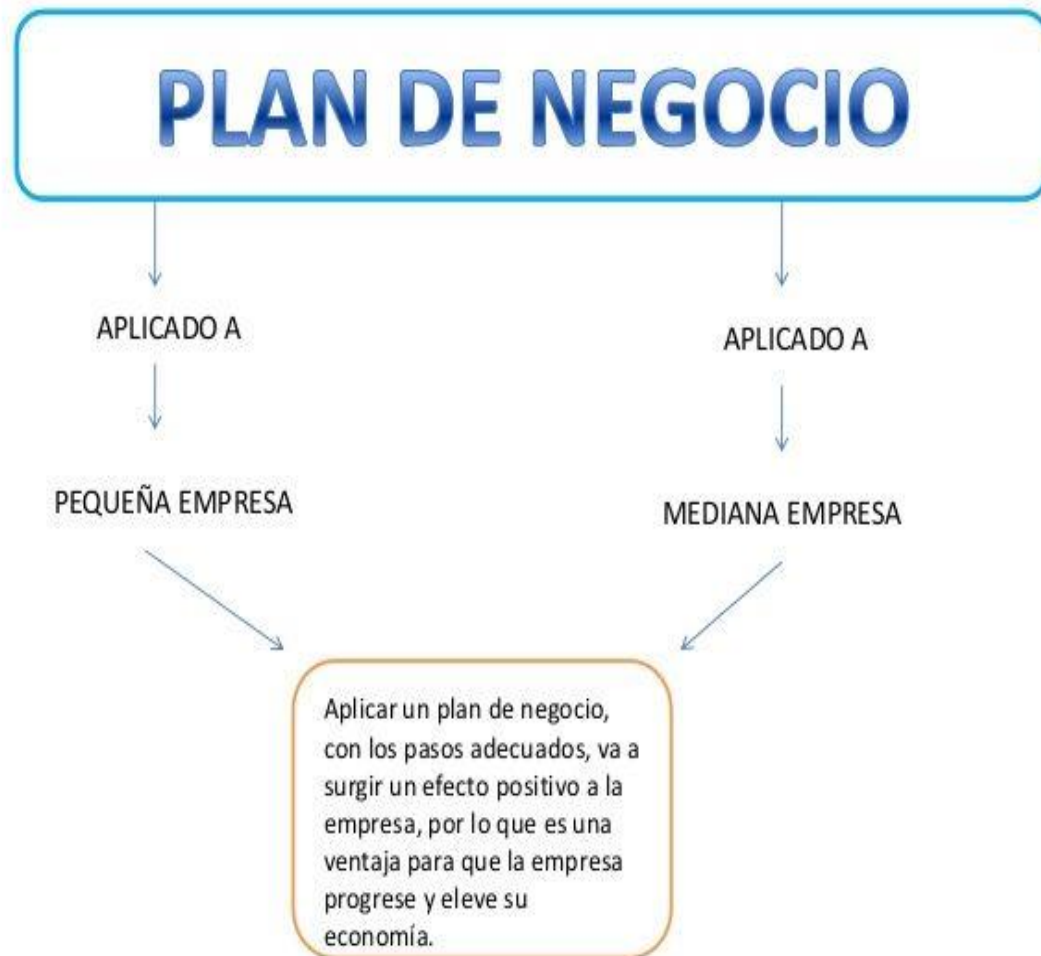 PLAN DE NEGOCIO
APLICADO A
APLICADO A
PEQUEÑA EMPRESA
MEDIANA EMPRESA
Aplicar un plan de negocio,
con los pasos adecuados, va a
surgir un efecto positivo a la
empresa, por lo que es una
ventaja para que la empresa
progrese y eleve su
economía.